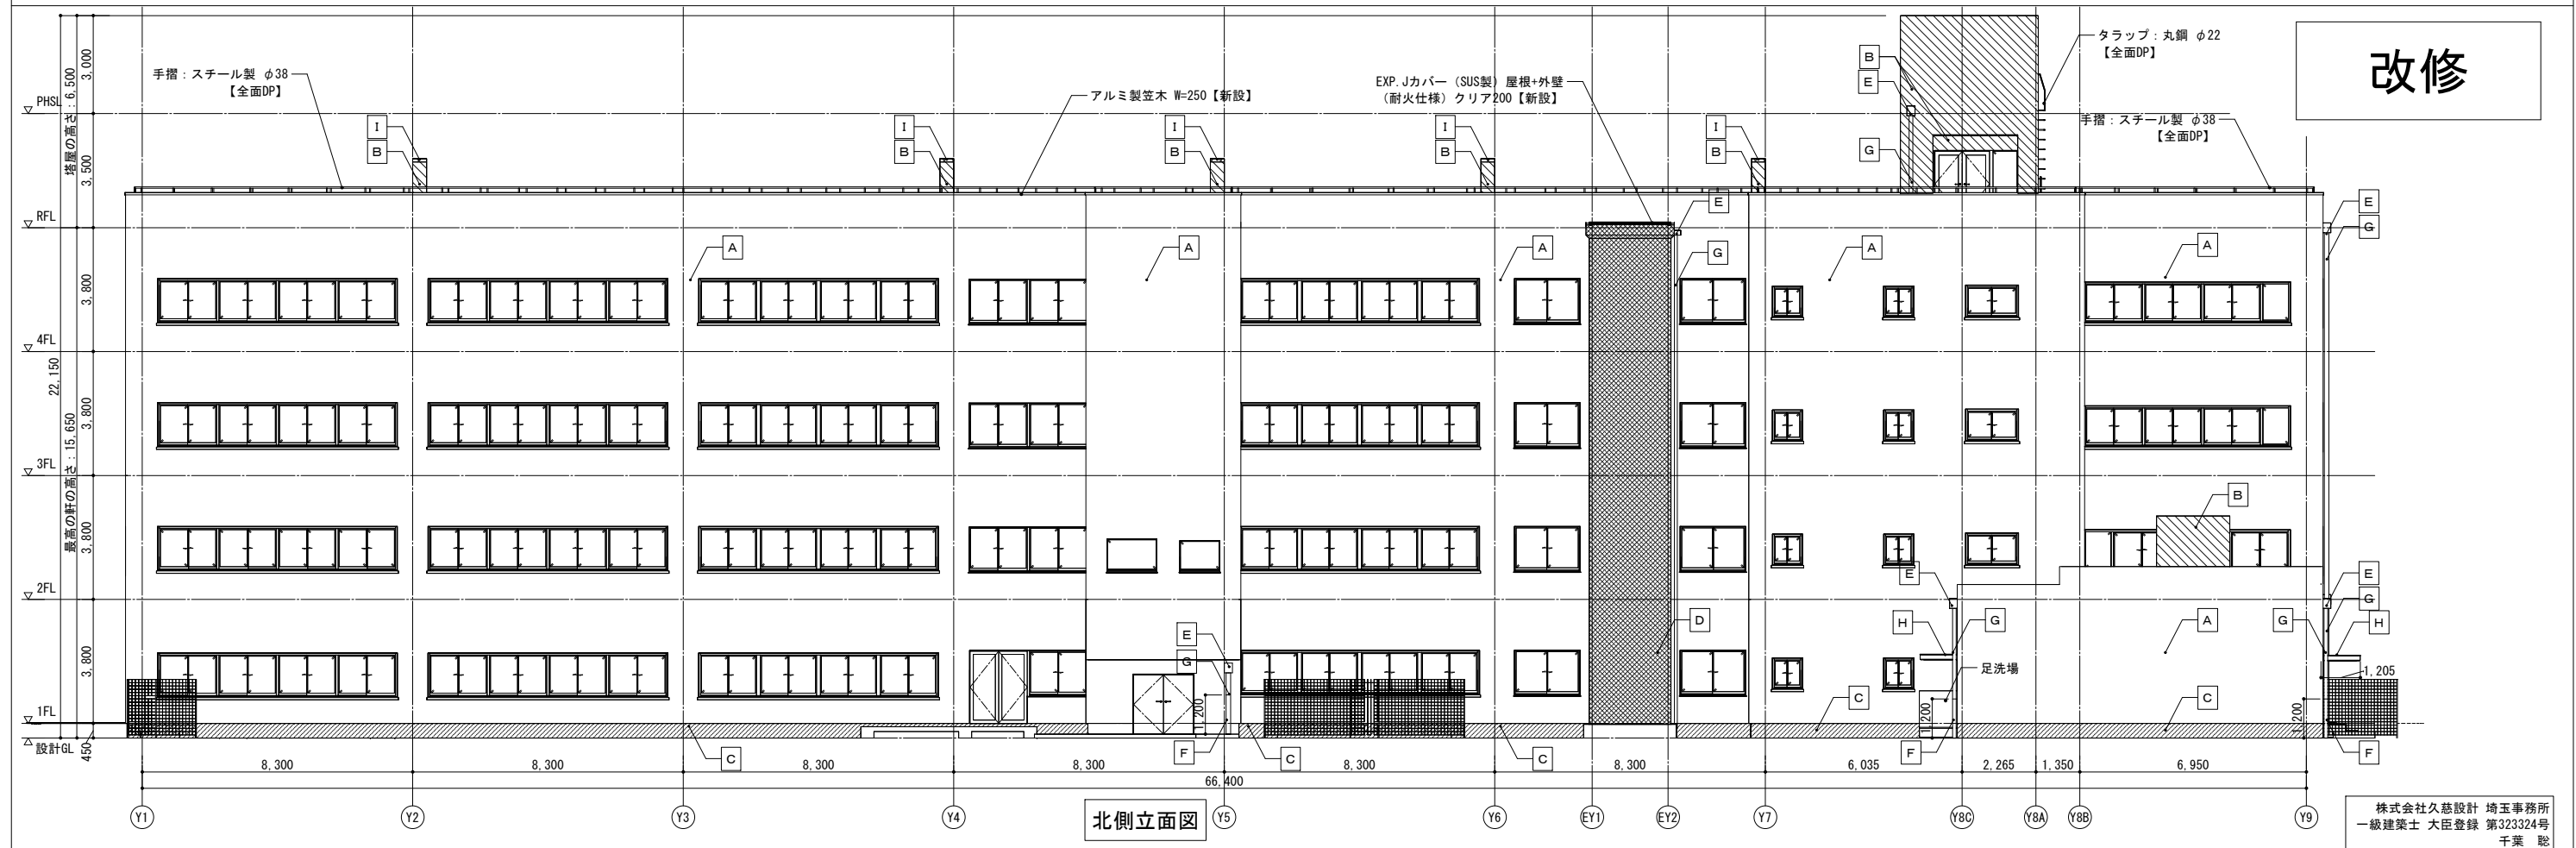 改修
タラップ：丸鋼 φ22
【全面DP】
手摺：スチール製 φ38
【全面DP】
アルミ製笠木 W=250【新設】
EXP.Jカバー（SUS製）屋根+外壁
（耐火仕様）クリア200【新設】
手摺：スチール製 φ38
【全面DP】
B
E
G
I
B
I
B
I
B
I
B
I
B
PHSL
RFL
4FL
3FL
2FL
1FL
設計GL
3,000
3,500
塔屋の高さ：6,500
3,800
3,800
3,800
3,800
450
22,150
最高の軒の高さ：15,650
E
G
A
A
A
A
A
E
G
B
E
E
G
D
H
G
A
G
H
E
G
足洗場
1,205
1,200
1,200
1,200
C
C
C
C
C
F
F
F
8,300
8,300
8,300
8,300
8,300
8,300
6,035
2,265
1,350
6,950
66,400
Y1
Y2
Y3
Y4
Y5
Y6
EY1
EY2
Y7
Y8C
Y8A
Y8B
Y9
北側立面図
株式会社久慈設計 埼玉事務所
一級建築士 大臣登録 第323324号
千葉 聡